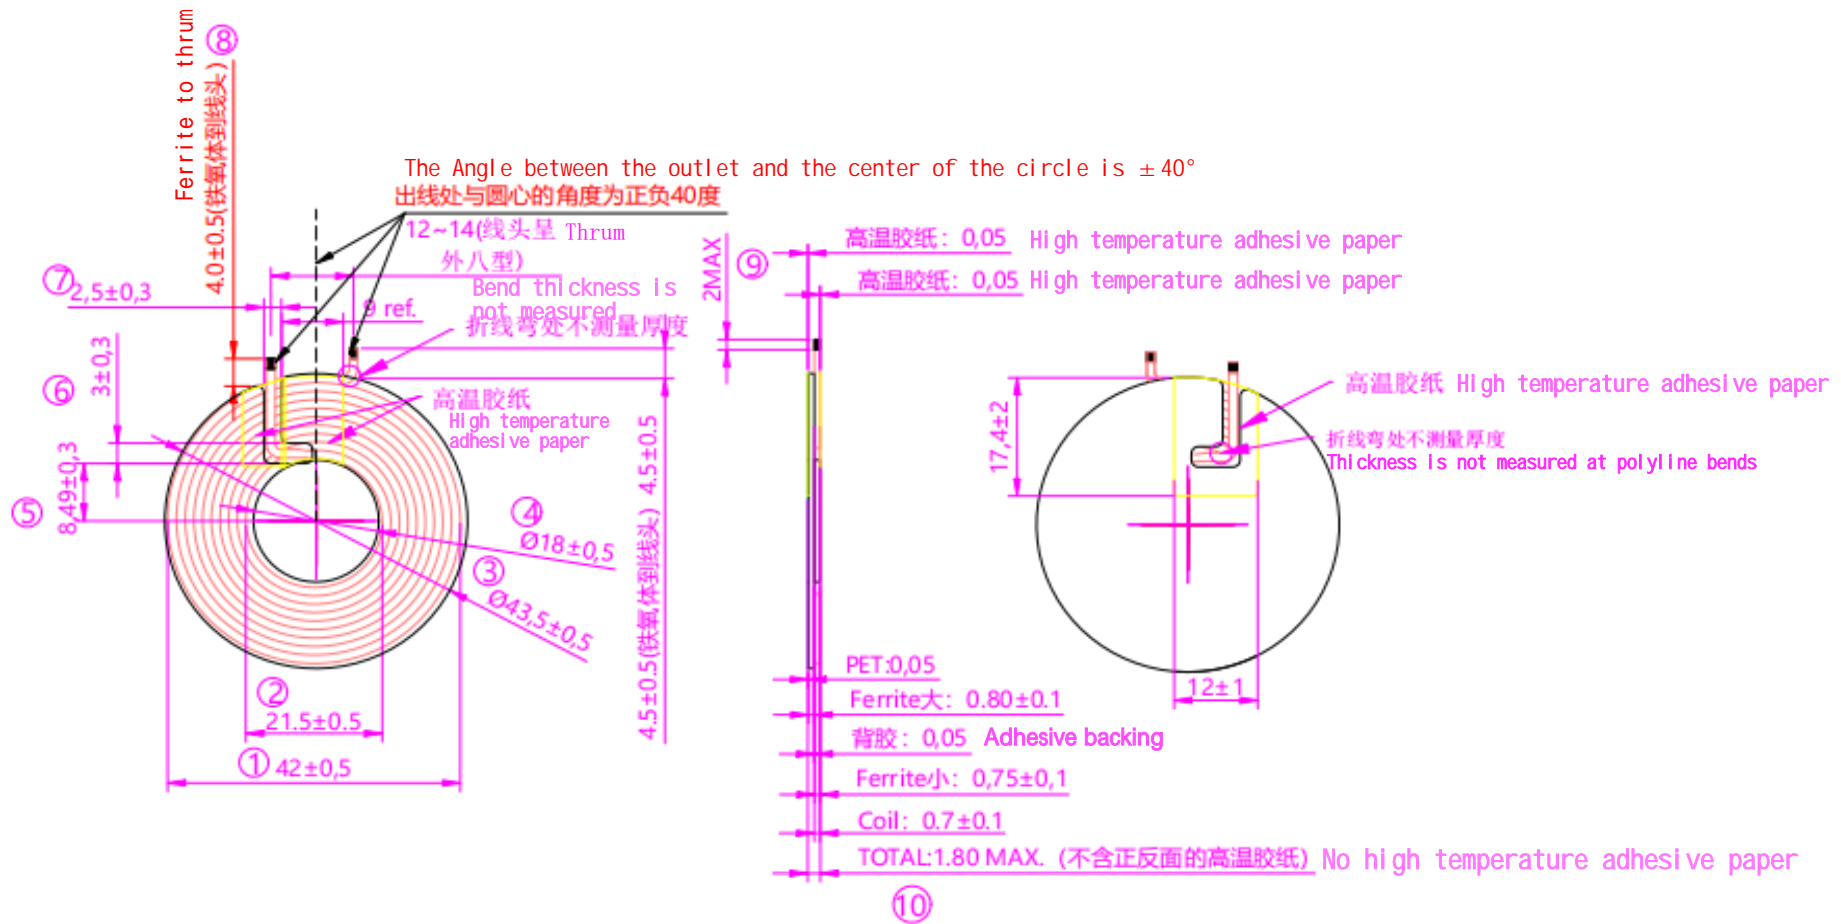 Ferrite to thrum
⑧
4.0±0.5(铁氧体到线头)
The Angle between the outlet and the center of the circle is ±40°
出线处与圆心的角度为正负40度
12~14(线头呈 Thrum
外八型)
⑦
2,5±0,3
Bend thickness is
not measured
9 ref.
折线弯处不测量厚度
⑥
3±0,3
高温胶纸
High temperature
adhesive paper
⑤
8,49±0,3
④
Ø18±0,5
③
Ø43,5±0,5
4.5±0.5(铁氧体到线头) 4.5±0.5
②
21.5±0.5
① 42±0,5
2MAX
⑨
高温胶纸: 0,05 High temperature adhesive paper
高温胶纸: 0,05 High temperature adhesive paper
PET:0,05
Ferrite大: 0.80±0.1
背胶: 0,05 Adhesive backing
Ferrite小: 0,75±0,1
Coil: 0.7±0.1
TOTAL:1.80 MAX. (不含正反面的高温胶纸) No high temperature adhesive paper
⑩
17,4±2
高温胶纸 High temperature adhesive paper
折线弯处不测量厚度
Thickness is not measured at polyline bends
12±1